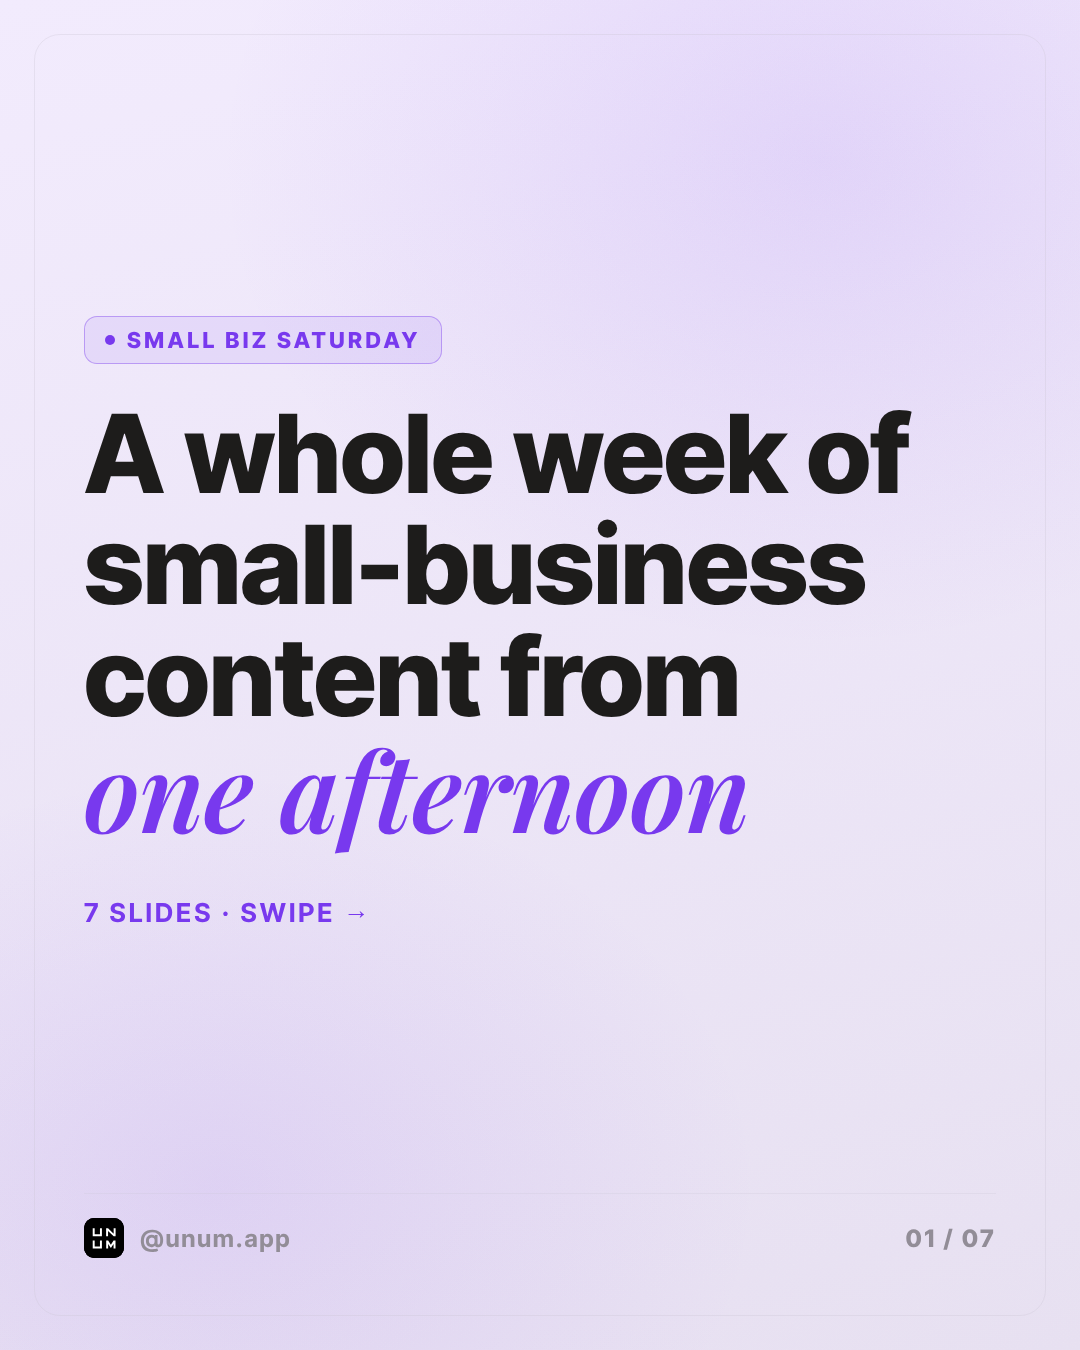 SMALL BIZ SATURDAY
A whole week of
small-business
content from
one afternoon
7 SLIDES · SWIPE →
UN
UM
@unum.app
01 / 07